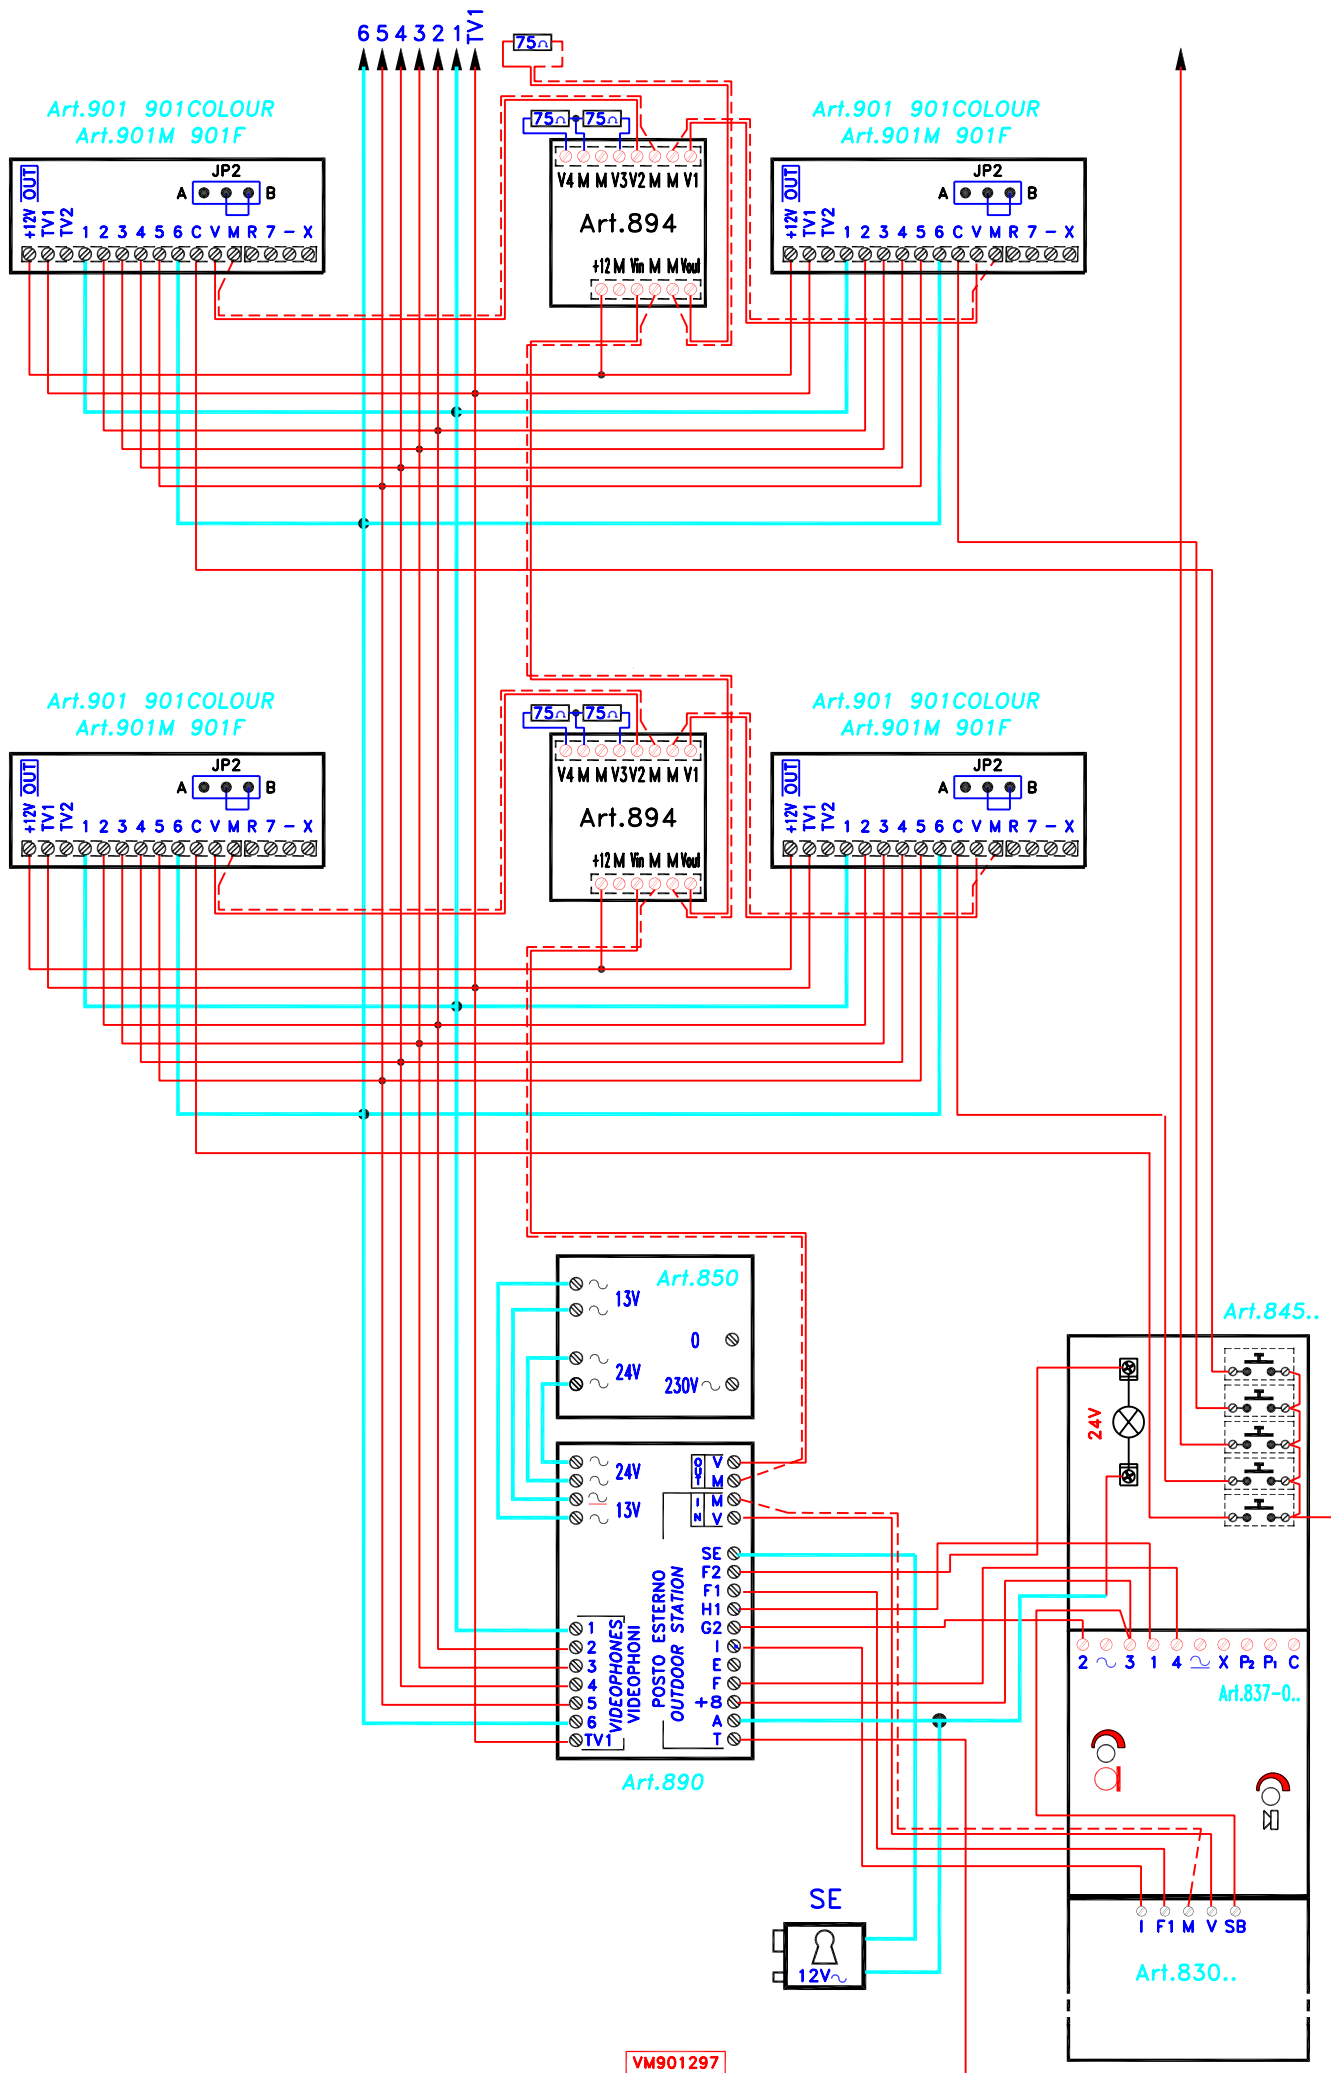 6 5 4 3 2 1 TV1
75Ω
Art.901 901COLOUR
Art.901M 901F
Art.901 901COLOUR
Art.901M 901F
75Ω 75Ω
OUT
JP2
A B
+12V TV1 TV2 1 2 3 4 5 6 C V M R 7 - X
V4 M M V3 V2 M M V1
Art.894
+12 M Vin M M Vout
OUT
JP2
A B
+12V TV1 TV2 1 2 3 4 5 6 C V M R 7 - X
Art.901 901COLOUR
Art.901M 901F
Art.901 901COLOUR
Art.901M 901F
75Ω 75Ω
OUT
JP2
A B
+12V TV1 TV2 1 2 3 4 5 6 C V M R 7 - X
V4 M M V3 V2 M M V1
Art.894
+12 M Vin M M Vout
OUT
JP2
A B
+12V TV1 TV2 1 2 3 4 5 6 C V M R 7 - X
Art.850
13V
0
24V
230V
Art.845..
24V
24V
13V
OUT V M
IN M V
SE
F2
F1
H1
G2
I
E
F
+8
A
T
POSTO ESTERNO
OUTDOOR STATION
1
2
3
4
5
6
TV1
VIDEOPHONES
VIDEOPHONI
Art.890
2 3 1 4 X P2 P1 C
Art.837-0..
SE
12V
I F1 M V SB
Art.830..
VM901297